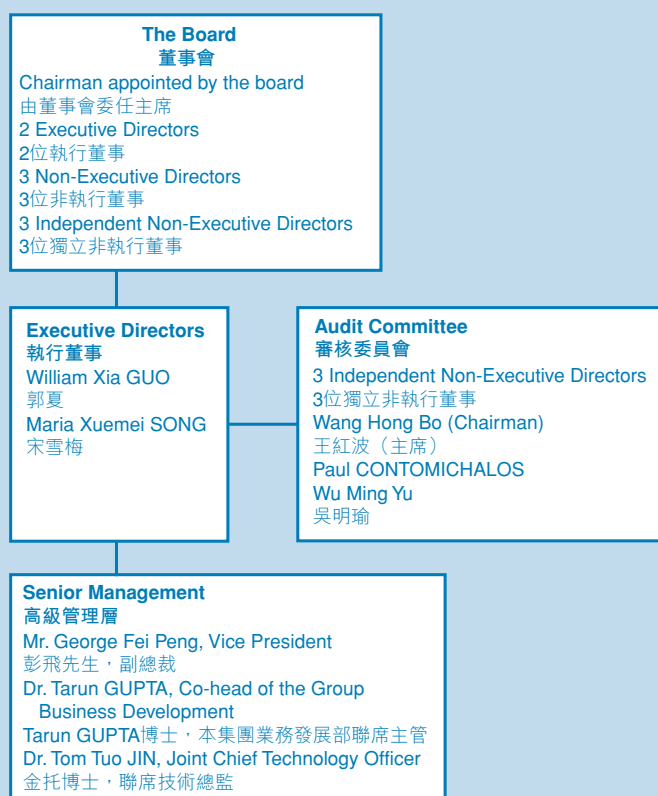 The Board
董事會
Chairman appointed by the board
由董事會委任主席
2 Executive Directors
2位執行董事
3 Non-Executive Directors
3位非執行董事
3 Independent Non-Executive Directors
3位獨立非執行董事
Executive Directors
執行董事
William Xia GUO
郭夏
Maria Xuemei SONG
宋雪梅
Audit Committee
審核委員會
3 Independent Non-Executive Directors
3位獨立非執行董事
Wang Hong Bo (Chairman)
王紅波（主席）
Paul CONTOMICHALOS
Wu Ming Yu
吳明瑜
Senior Management
高級管理層
Mr. George Fei Peng, Vice President
彭飛先生，副總裁
Dr. Tarun GUPTA, Co-head of the Group
Business Development
Tarun GUPTA博士，本集團業務發展部聯席主管
Dr. Tom Tuo JIN, Joint Chief Technology Officer
金托博士，聯席技術總監